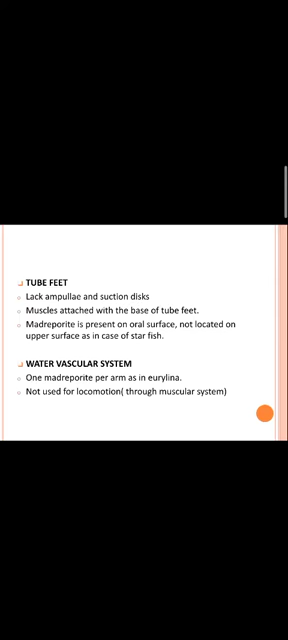 TUBE FEET
Lack ampullae and suction disks
Muscles attached with the base of tube feet.
Madreporite is present on oral surface, not located on
upper surface as in case of star fish.
WATER VASCULAR SYSTEM
One madreporite per arm as in eurylina.
Not used for locomotion( through muscular system)